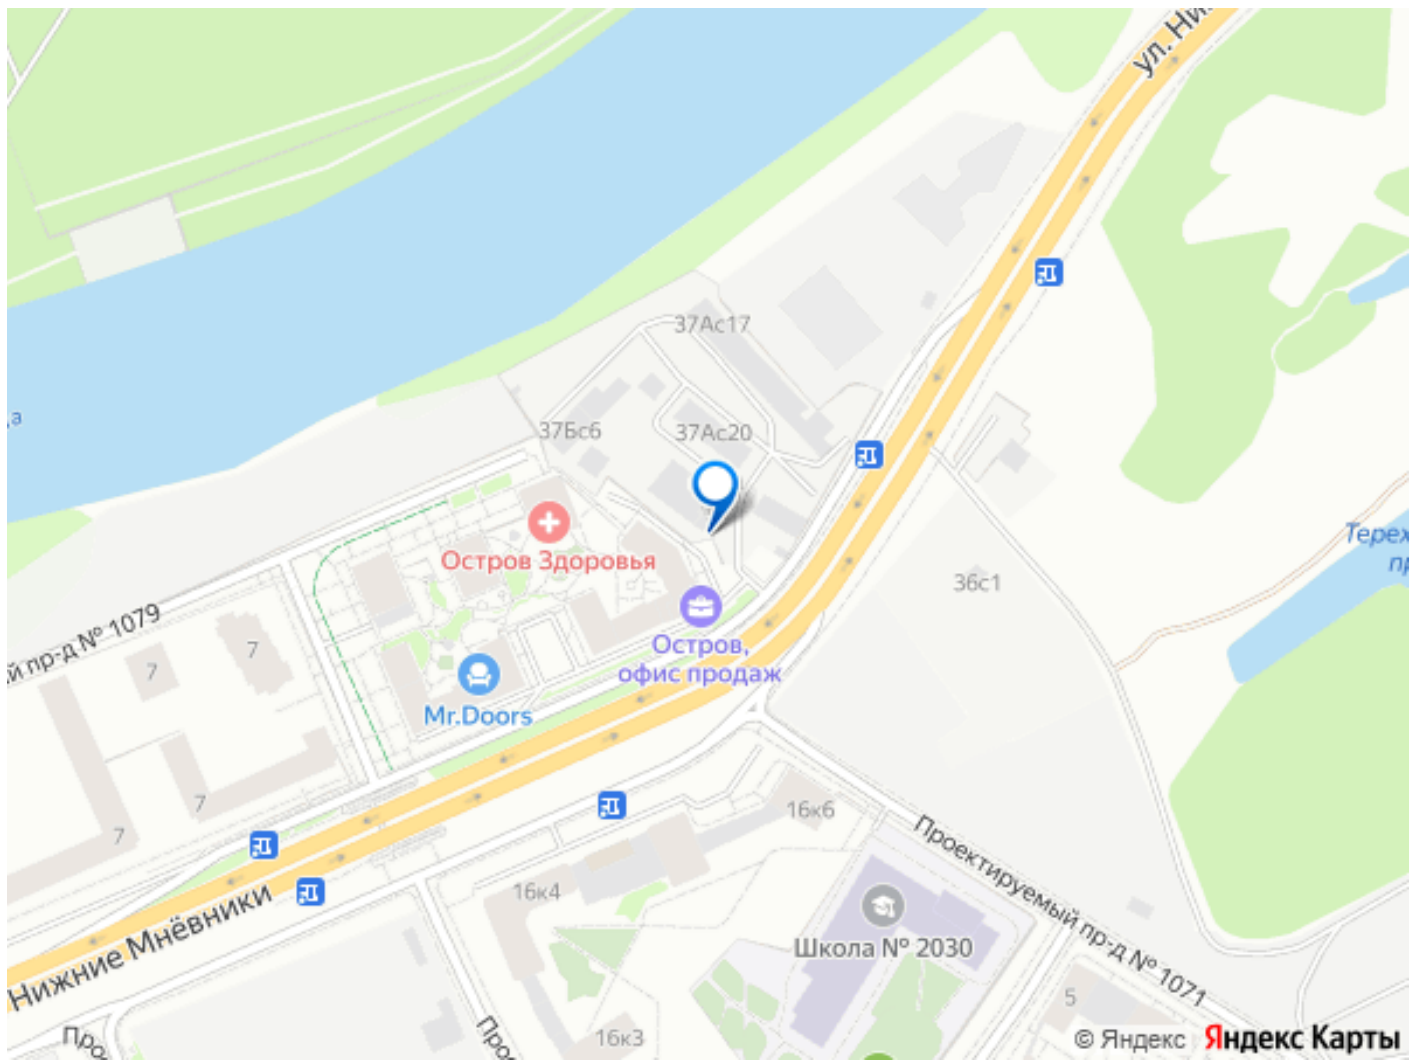 ул. Ни
37Ас17
а
37Бс6
37Ас20
Остров Здоровья
Терех
пр
36с1
й пр-д № 1079
7
7
Остров,
офис продаж
Mr.Doors
7
7
16к6
Проектируемый пр-д № 1071
16к4
Нижние Мнёвники
Школа № 2030
5
Прое
Прое
16к3
© Яндекс Яндекс Карты